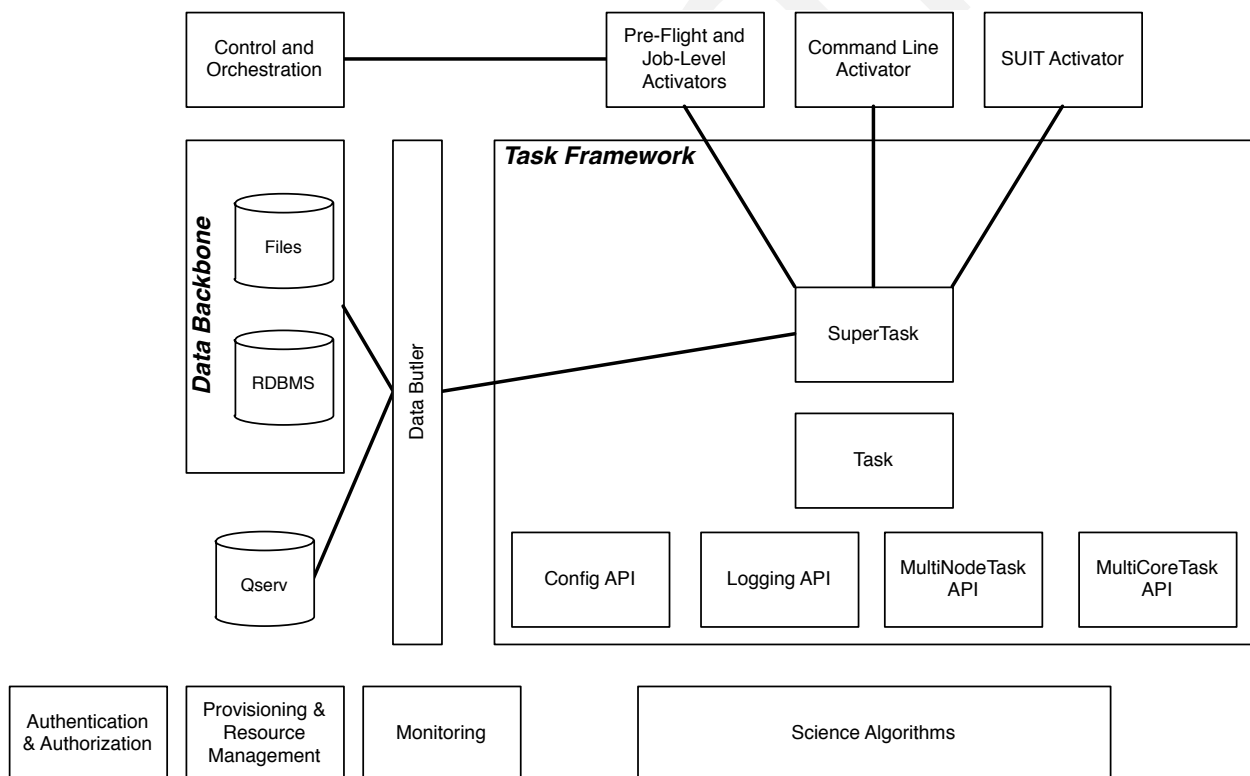 Control and
Orchestration
Pre-Flight and
Job-Level
Activators
Command Line
Activator
SUIT Activator
Data Backbone
Files
RDBMS
Qserv
Data Butler
Task Framework
SuperTask
Task
Config API
Logging API
MultiNodeTask
API
MultiCoreTask
API
Authentication
& Authorization
Provisioning &
Resource
Management
Monitoring
Science Algorithms